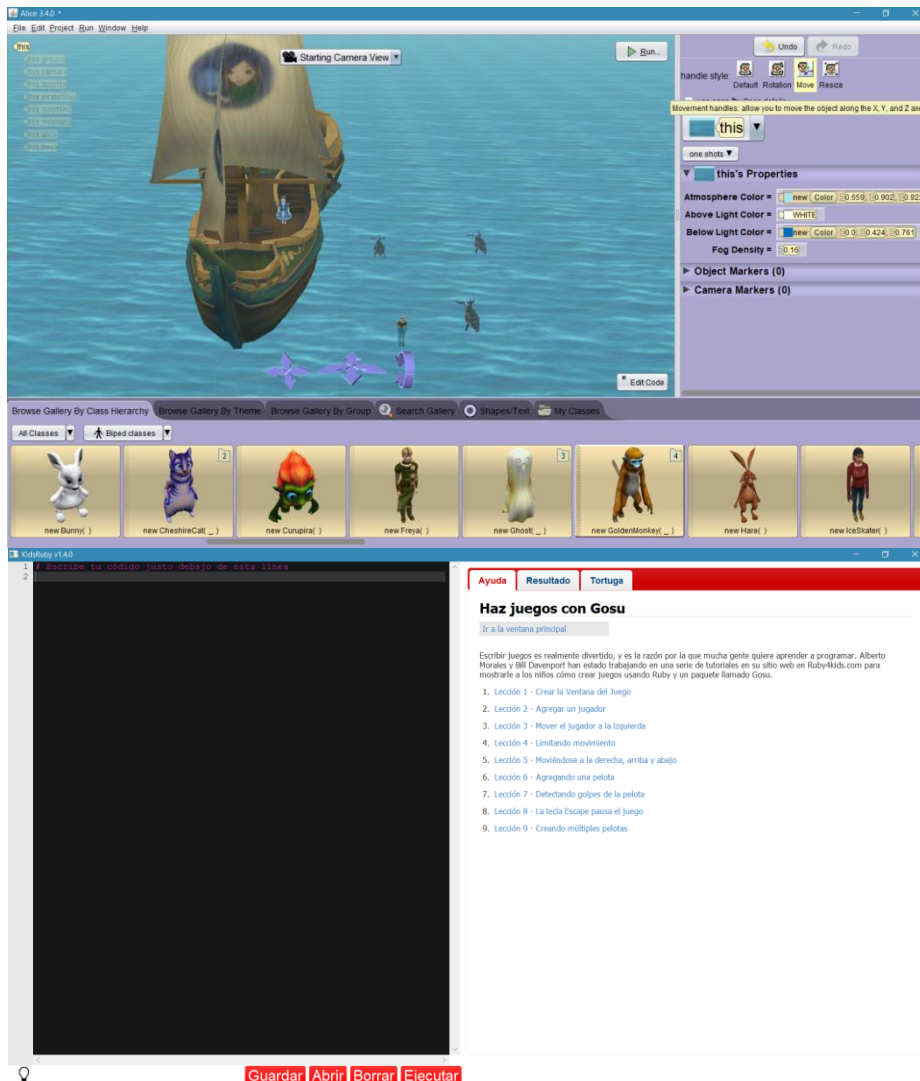 Alice 3.4.0 *
File Edit Project Run Window Help
this
this.ground
this.camera
Starting Camera View
Run...
Undo
Redo
handle style:
Default Rotation Move Resize
Movement handles: allow you to move the object along the X, Y, and Z axe
this
one shots
this's Properties
Atmosphere Color = new Color 0.659, 0.902, 0.92
Above Light Color = WHITE
Below Light Color = new Color 0.0, 0.424, 0.761
Fog Density = 0.16
Object Markers (0)
Camera Markers (0)
Edit Code
Browse Gallery By Class Hierarchy Browse Gallery By Theme Browse Gallery By Group Search Gallery Shapes/Text My Classes
All Classes Biped classes
2 3 4
new Bunny( ) new CheshireCat( _ ) new Curupira( ) new Freya( ) new Ghost( _ ) new GoldenMonkey( _ ) new Hare( ) new IceSkater( )
KidsRuby v1.4.0
1 # Escribe tu código justo debajo de esta línea
2
Ayuda Resultado Tortuga
Haz juegos con Gosu
Ir a la ventana principal
Escribir juegos es realmente divertido, y es la razón por la que mucha gente quiere aprender a programar. Alberto
Morales y Bill Davenport han estado trabajando en una serie de tutoriales en su sitio web en Ruby4kids.com para
mostrarle a los niños cómo crear juegos usando Ruby y un paquete llamado Gosu.
1. Lección 1 - Crear la Ventana del Juego
2. Lección 2 - Agregar un jugador
3. Lección 3 - Mover el jugador a la izquierda
4. Lección 4 - Limitando movimiento
5. Lección 5 - Moviéndose a la derecha, arriba y abajo
6. Lección 6 - Agregando una pelota
7. Lección 7 - Detectando golpes de la pelota
8. Lección 8 - La tecla Escape pausa el juego
9. Lección 9 - Creando múltiples pelotas
Guardar Abrir Borrar Ejecutar